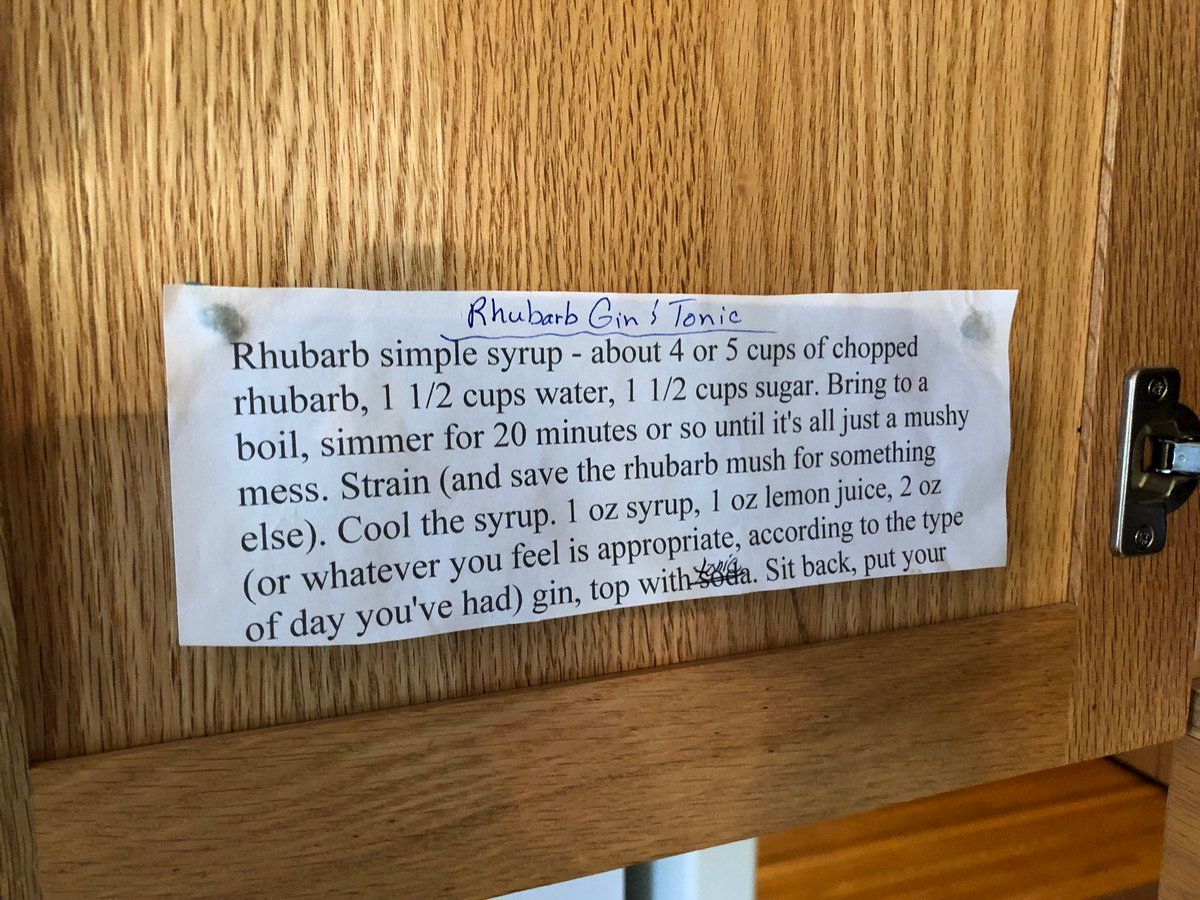 Rhubarb Gin & Tonic
Rhubarb simple syrup - about 4 or 5 cups of chopped
rhubarb, 1 1/2 cups water, 1 1/2 cups sugar. Bring to a
boil, simmer for 20 minutes or so until it's all just a mushy
mess. Strain (and save the rhubarb mush for something
else). Cool the syrup. 1 oz syrup, 1 oz lemon juice, 2 oz
(or whatever you feel is appropriate, according to the type
of day you've had) gin, top with soda tonic. Sit back, put your